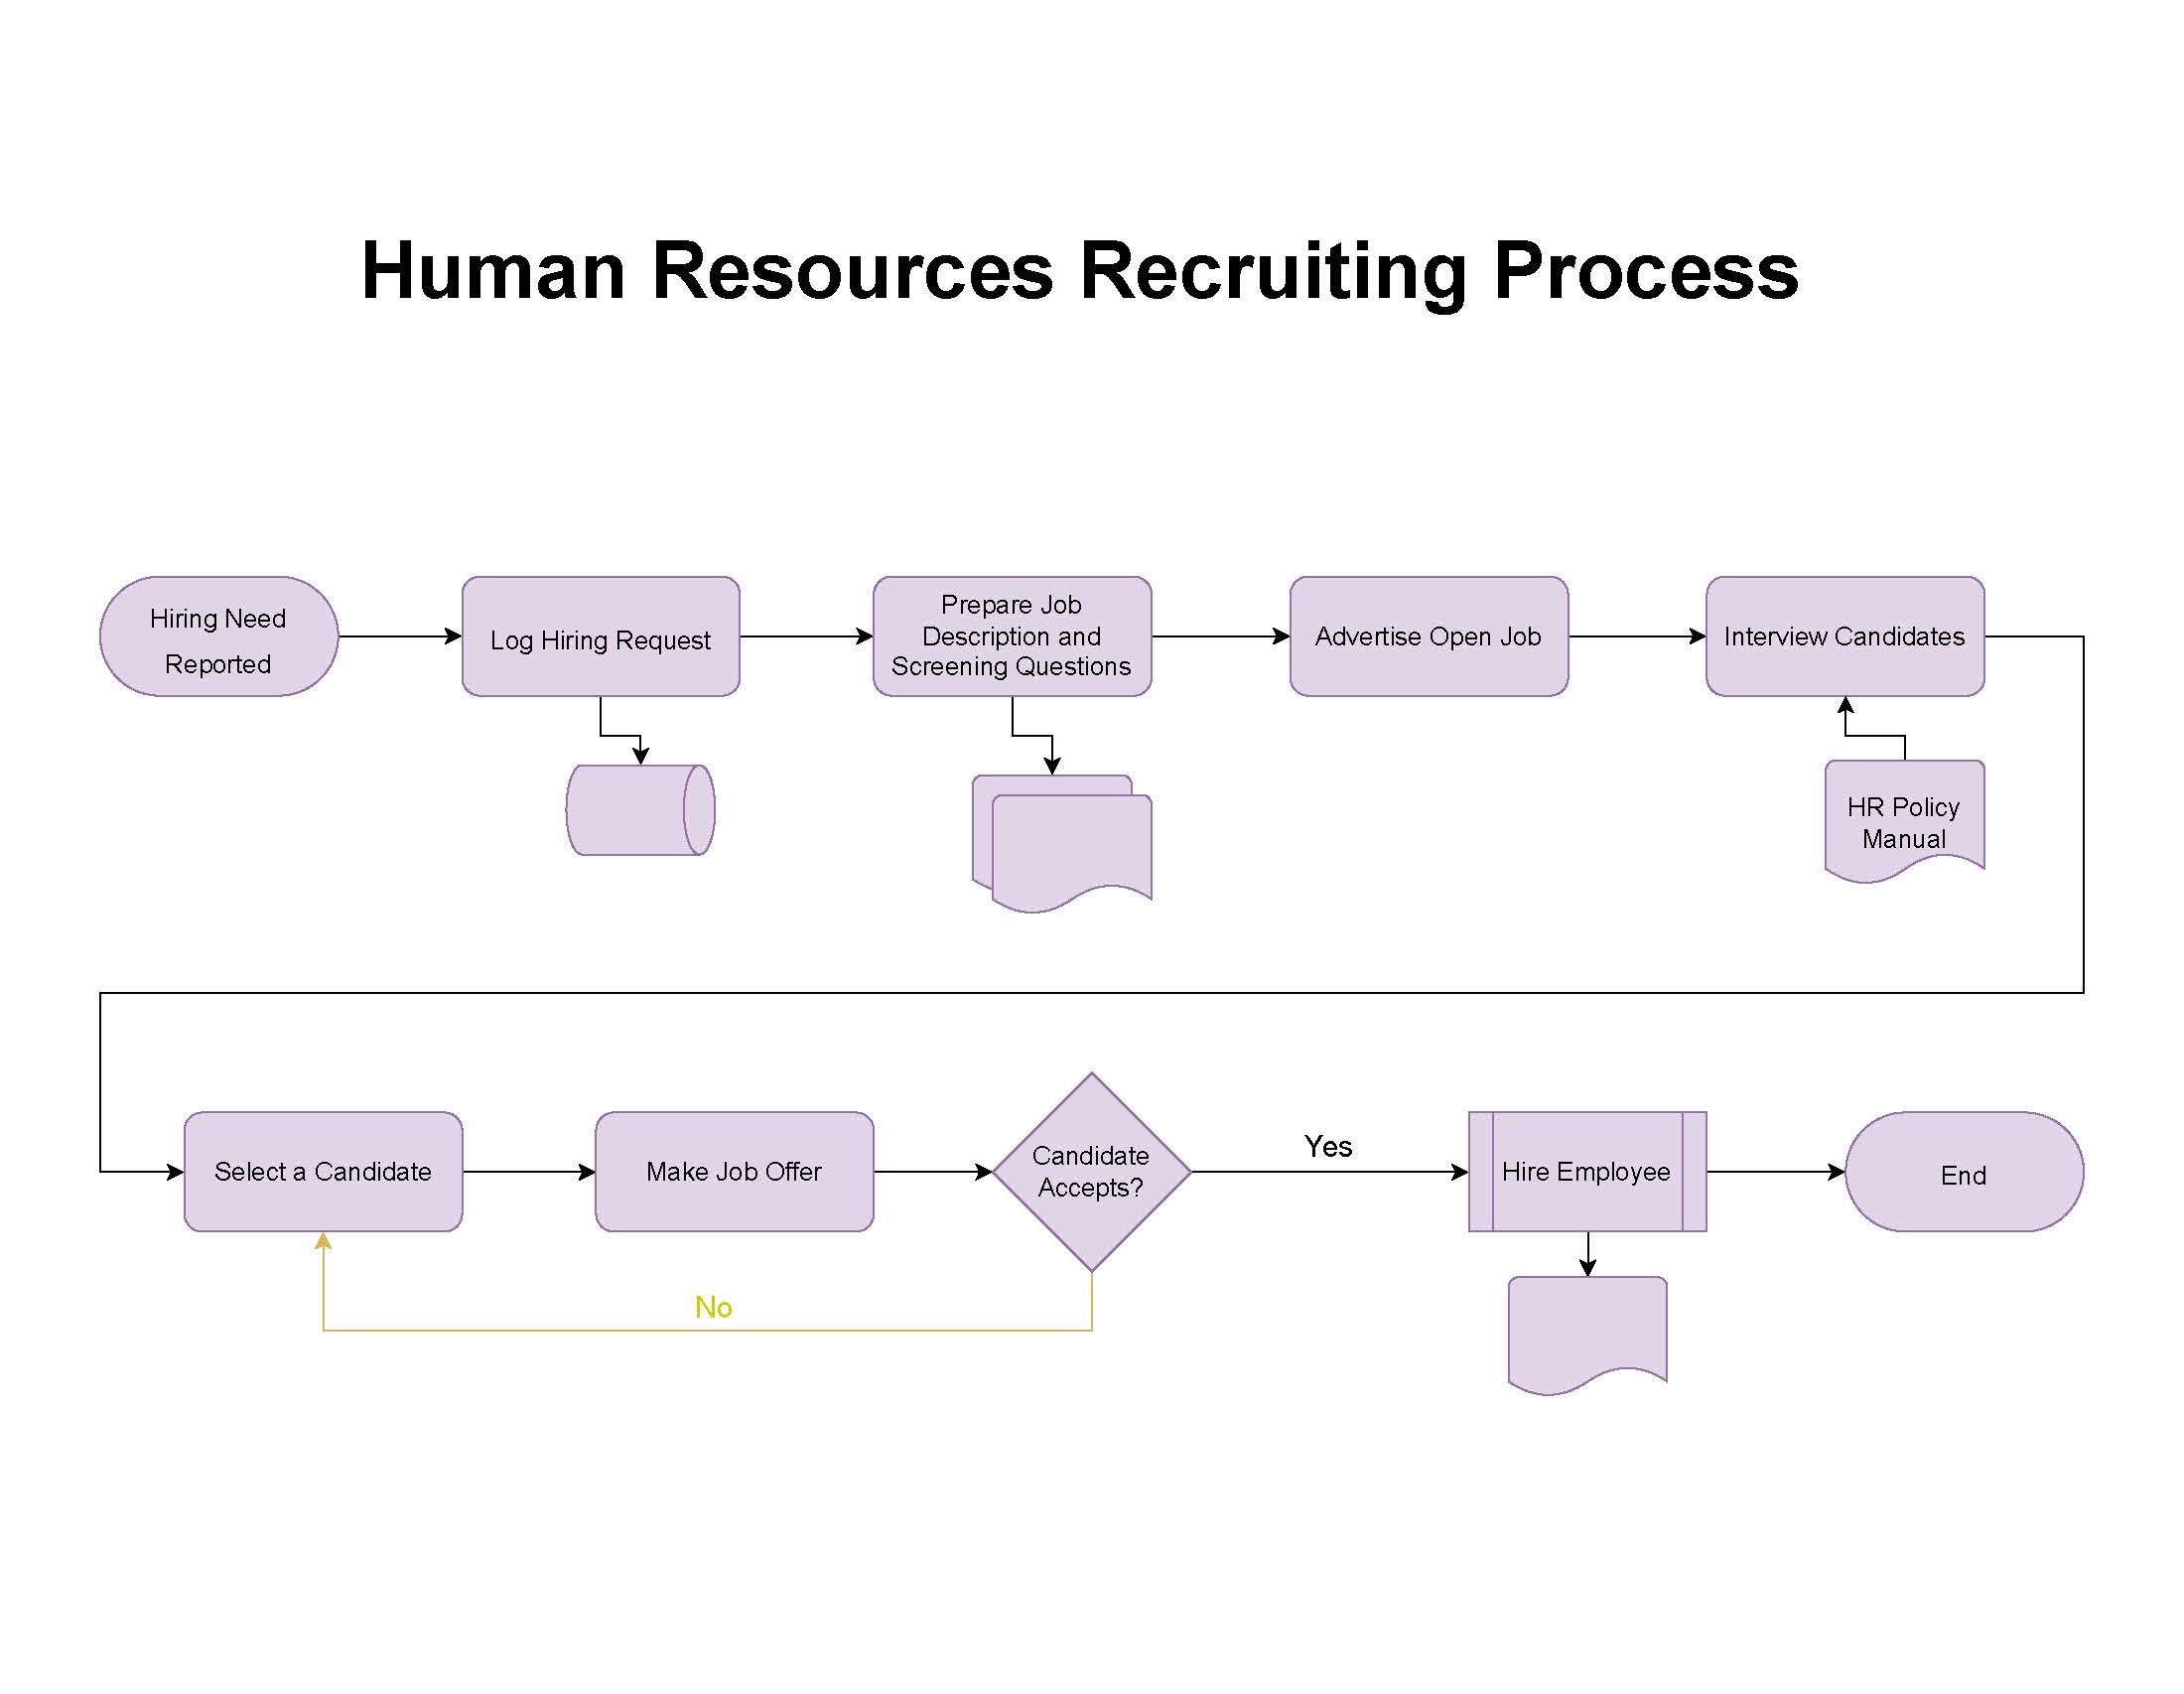 Human Resources Recruiting Process
Hiring Need
Reported
Log Hiring Request
Prepare Job
Description and
Screening Questions
Advertise Open Job
Interview Candidates
HR Policy
Manual
Select a Candidate
Make Job Offer
Candidate
Accepts?
Yes
Hire Employee
End
No